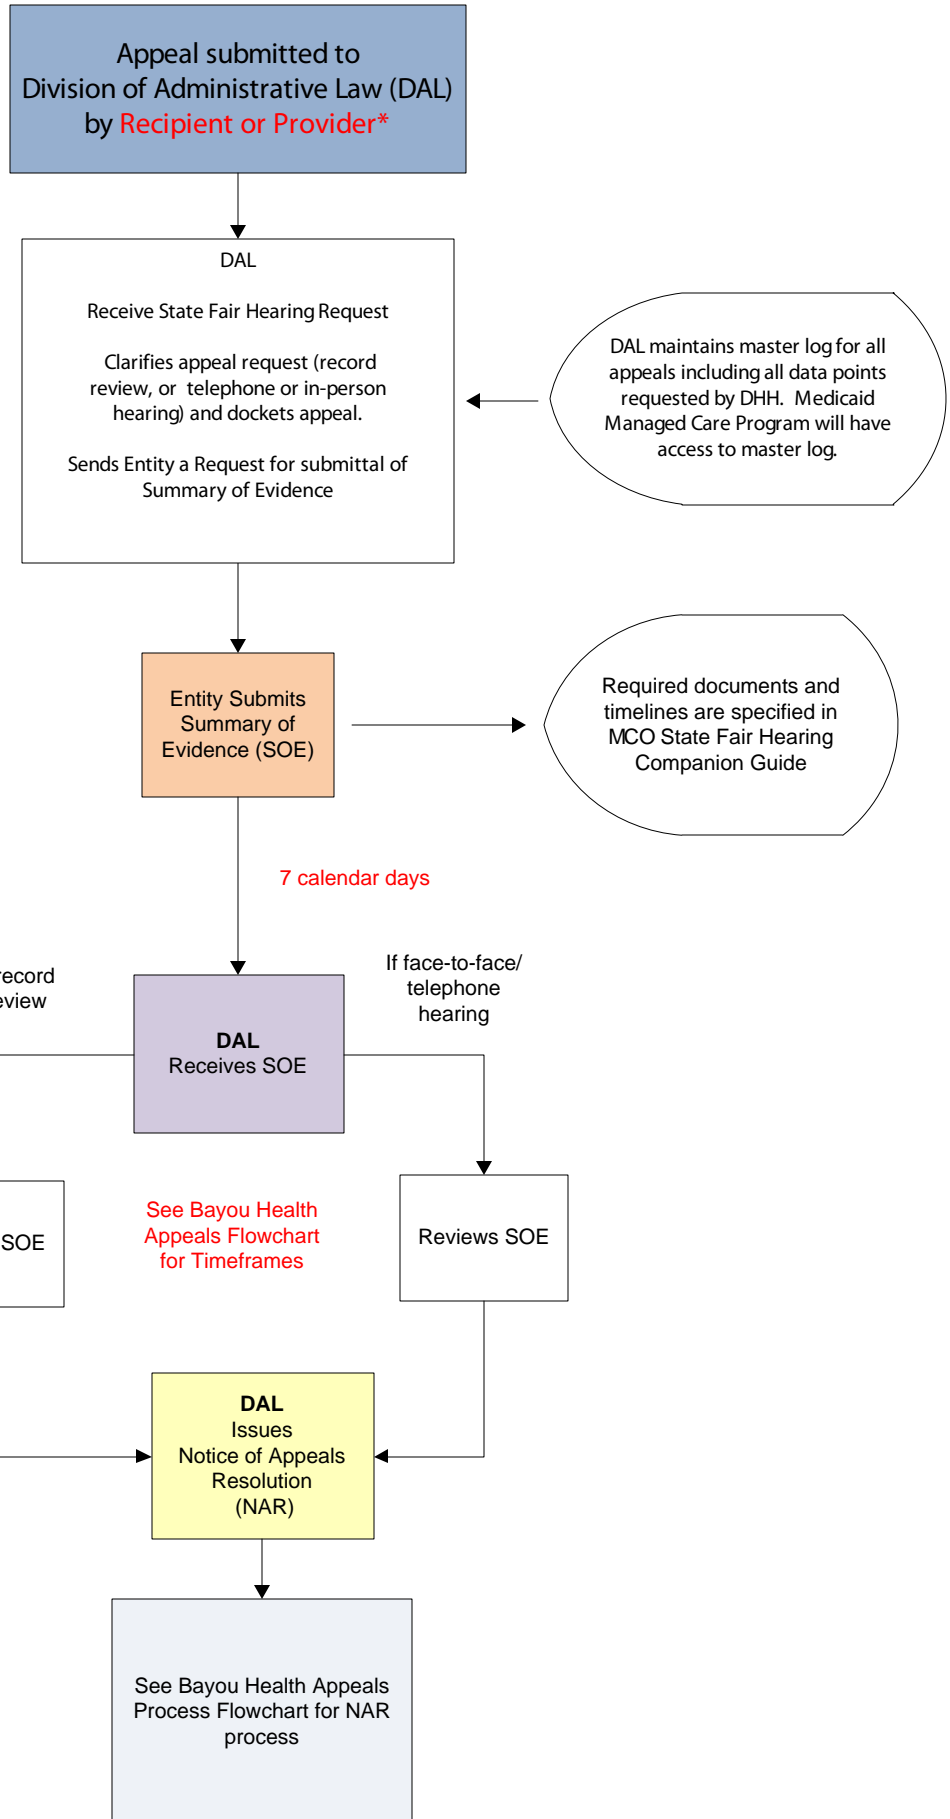 Appeal submitted to
Division of Administrative Law (DAL)
by Recipient or Provider*
DAL
Receive State Fair Hearing Request
Clarifies appeal request (record
review, or telephone or in-person
hearing) and dockets appeal.
Sends Entity a Request for submittal of
Summary of Evidence
DAL maintains master log for all
appeals including all data points
requested by DHH. Medicaid
Managed Care Program will have
access to master log.
Entity Submits
Summary of
Evidence (SOE)
Required documents and
timelines are specified in
MCO State Fair Hearing
Companion Guide
7 calendar days
record
eview
If face-to-face/
telephone
hearing
DAL
Receives SOE
SOE
See Bayou Health
Appeals Flowchart
for Timeframes
Reviews SOE
DAL
Issues
Notice of Appeals
Resolution
(NAR)
See Bayou Health Appeals
Process Flowchart for NAR
process